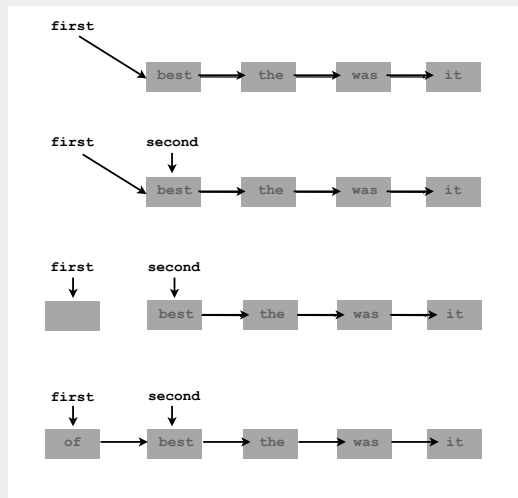 first
best the was it
first second
best the was it
first second
best the was it
first second
of best the was it